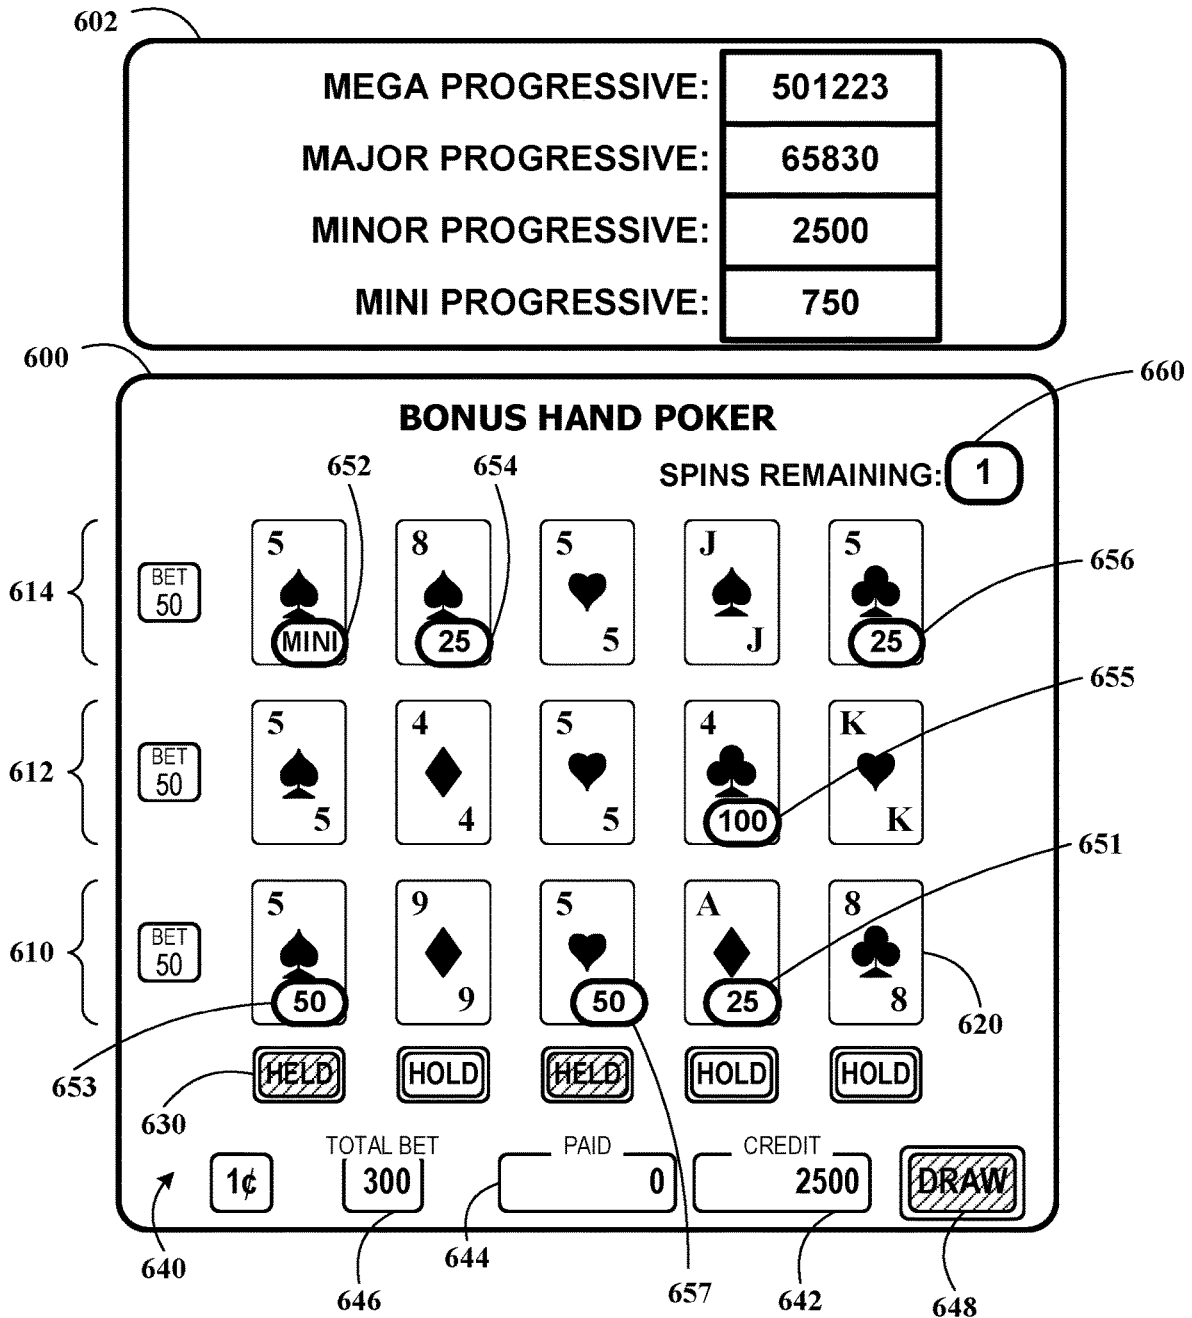 602
MEGA PROGRESSIVE: 501223
MAJOR PROGRESSIVE: 65830
MINOR PROGRESSIVE: 2500
MINI PROGRESSIVE: 750
600
660
BONUS HAND POKER
652 654 SPINS REMAINING: 1
614 BET 50
5 MINI
8 25
5 5
J J
5 25
656
655
612 BET 50
5 5
4 4
5 5
4 100
K K
651
610 BET 50
5 50
9 9
5 50
A 25
8 8
620
653
HELD HOLD HELD HOLD HOLD
630
TOTAL BET PAID CREDIT
1¢ 300 0 2500 DRAW
640 646 644 657 642 648